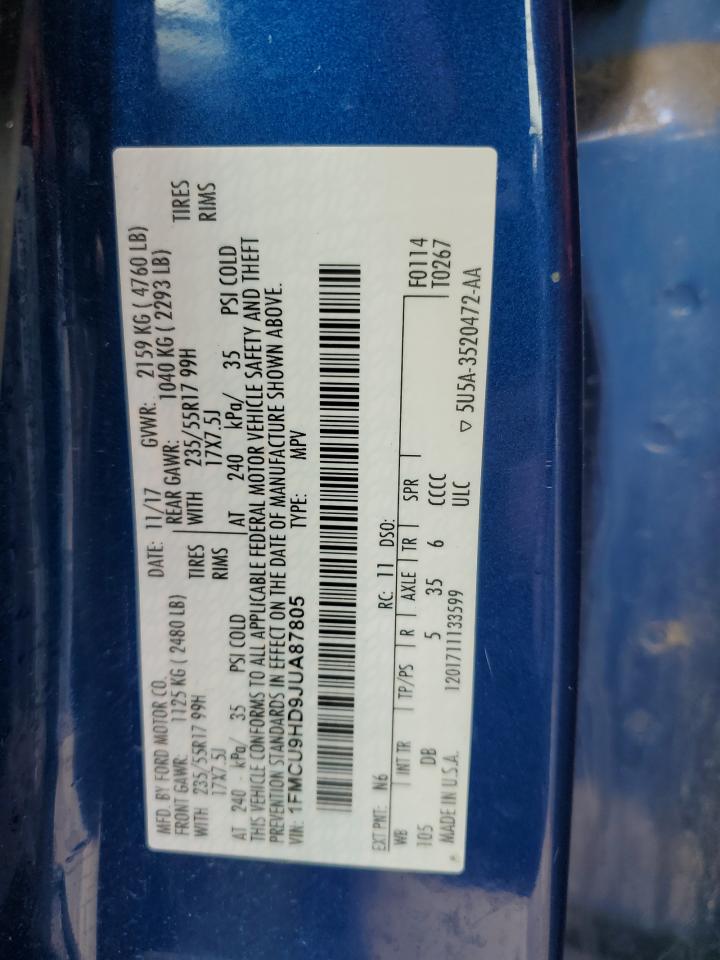 MFD. BY FORD MOTOR CO. DATE: 11/17 GVWR: 2159 KG ( 4760 LB)
FRONT GAWR: 1125 KG ( 2480 LB) REAR GAWR: 1040 KG ( 2293 LB)
WITH 235/55R17 99H TIRES WITH 235/55R17 99H TIRES
17X7.5J RIMS 17X7.5J RIMS
AT 240 kPa/ 35 PSI COLD AT 240 kPa/ 35 PSI COLD
THIS VEHICLE CONFORMS TO ALL APPLICABLE FEDERAL MOTOR VEHICLE SAFETY AND THEFT
PREVENTION STANDARDS IN EFFECT ON THE DATE OF MANUFACTURE SHOWN ABOVE.
VIN: 1FMCU9HD9JUA87805 TYPE: MPV
EXT PNT: N6 RC: 11 DSO:
WB INT TR TP/PS R AXLE TR SPR F0114
105 DB 5 35 6 CCCC T0267
MADE IN U.S.A. 1201711133599 ULC ▽ 5U5A-3520472-AA